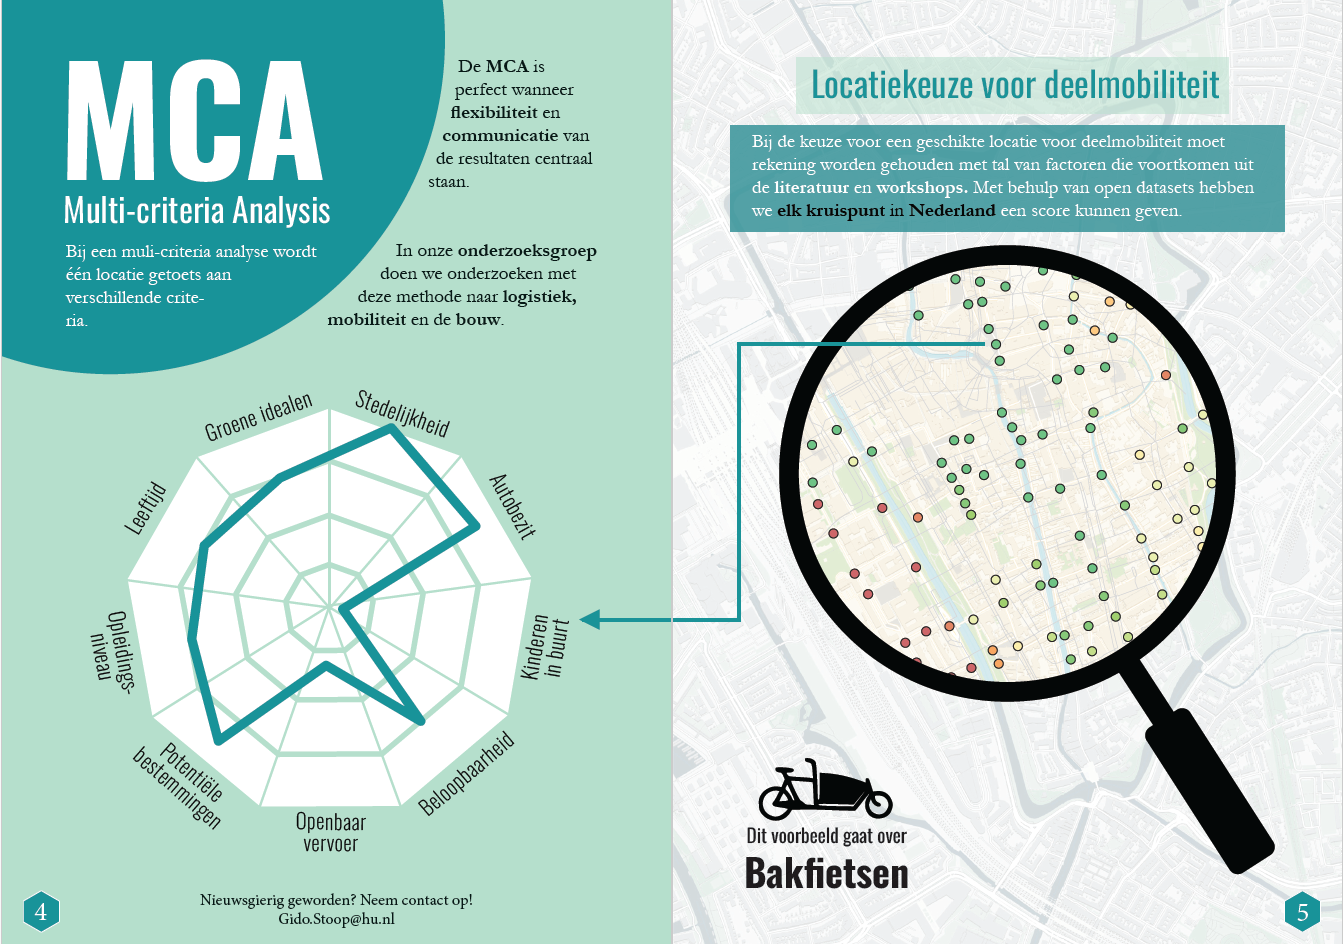 MCA
Multi-criteria Analysis
Bij een muli-criteria analyse wordt
één locatie getoets aan
verschillende crite-
ria.
De MCA is
perfect wanneer
flexibiliteit en
communicatie van
de resultaten centraal
staan.
In onze onderzoeksgroep
doen we onderzoeken met
deze methode naar logistiek,
mobiliteit en de bouw.
Groene idealen
Stedelijkheid
Autobezit
Kinderen
in buurt
Beloopbaarheid
Openbaar
vervoer
Potentiële
bestemmingen
Opleidings-
niveau
Leeftijd
Nieuwsgierig geworden? Neem contact op!
Gido.Stoop@hu.nl
4
Locatiekeuze voor deelmobiliteit
Bij de keuze voor een geschikte locatie voor deelmobiliteit moet
rekening worden gehouden met tal van factoren die voortkomen uit
de literatuur en workshops. Met behulp van open datasets hebben
we elk kruispunt in Nederland een score kunnen geven.
Dit voorbeeld gaat over
Bakfietsen
5